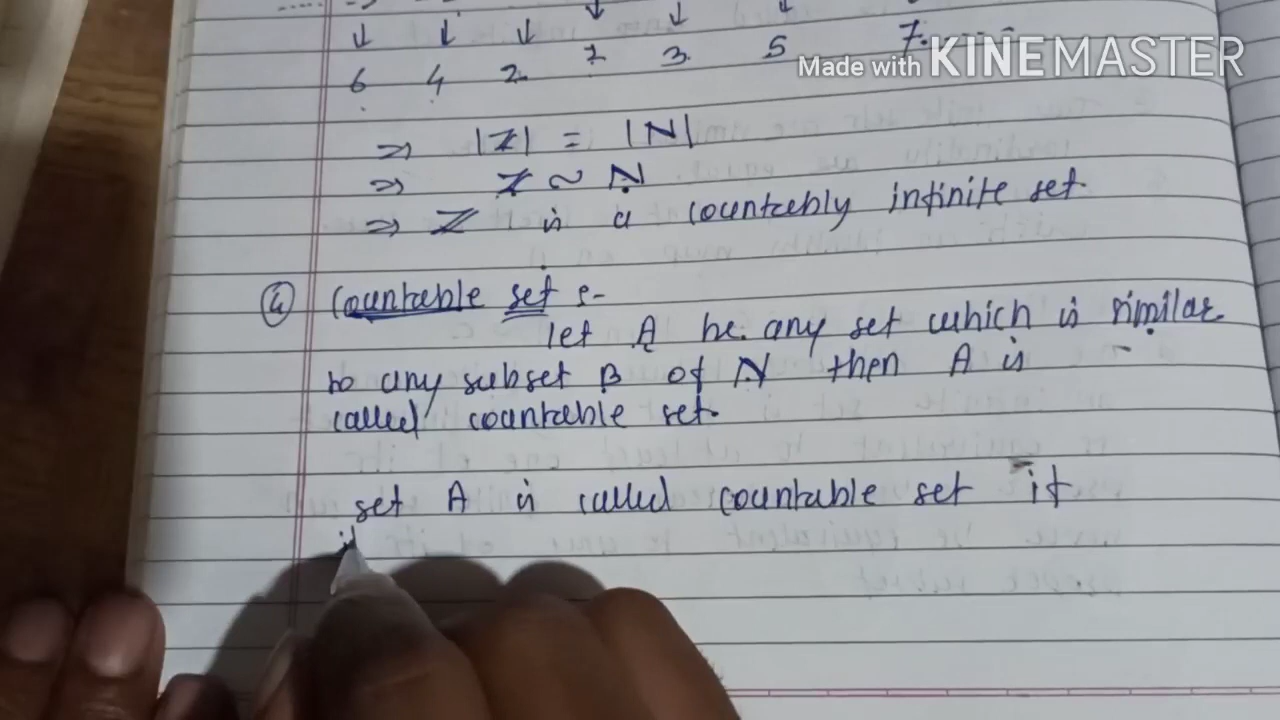 ↓ ↓ ↓ ↓ ↓ ↓
6 4 2 1 3 5 7.....
Made with KINEMASTER
⇒ |Z| = |N|
⇒ Z ~ N
⇒ Z is a countably infinite set.
④ Countable set :-
let A be any set which is similar
to any subset B of N then A is
called countable set.
set A is called countable set if